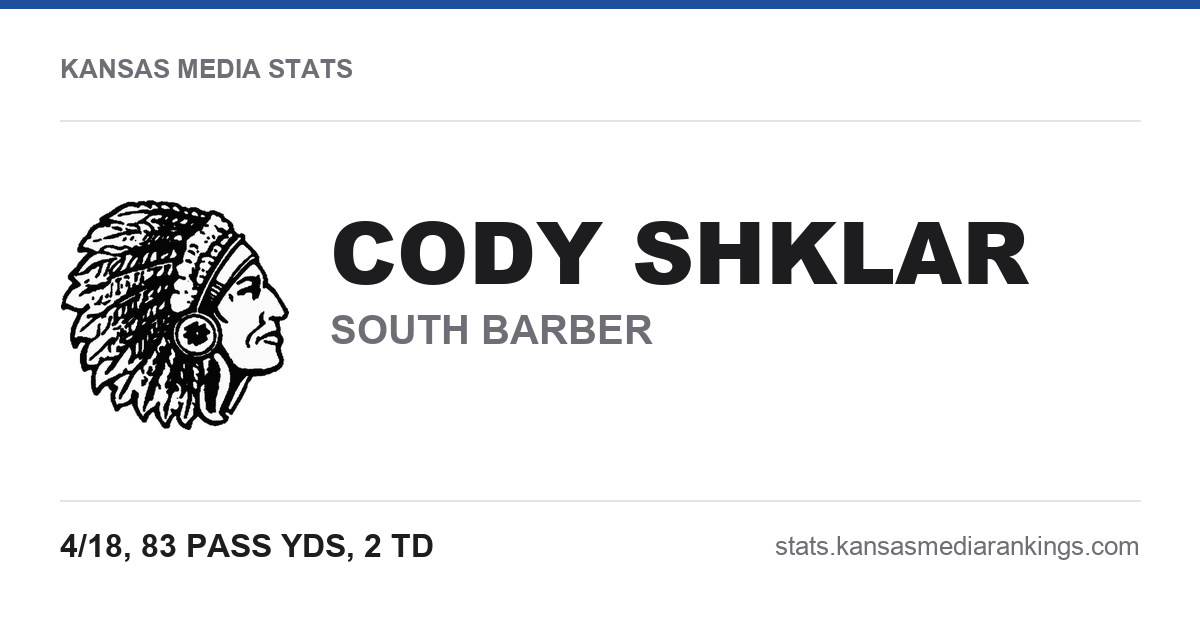 KANSAS MEDIA STATS
CODY SHKLAR
SOUTH BARBER
4/18, 83 PASS YDS, 2 TD
stats.kansasmediarankings.com